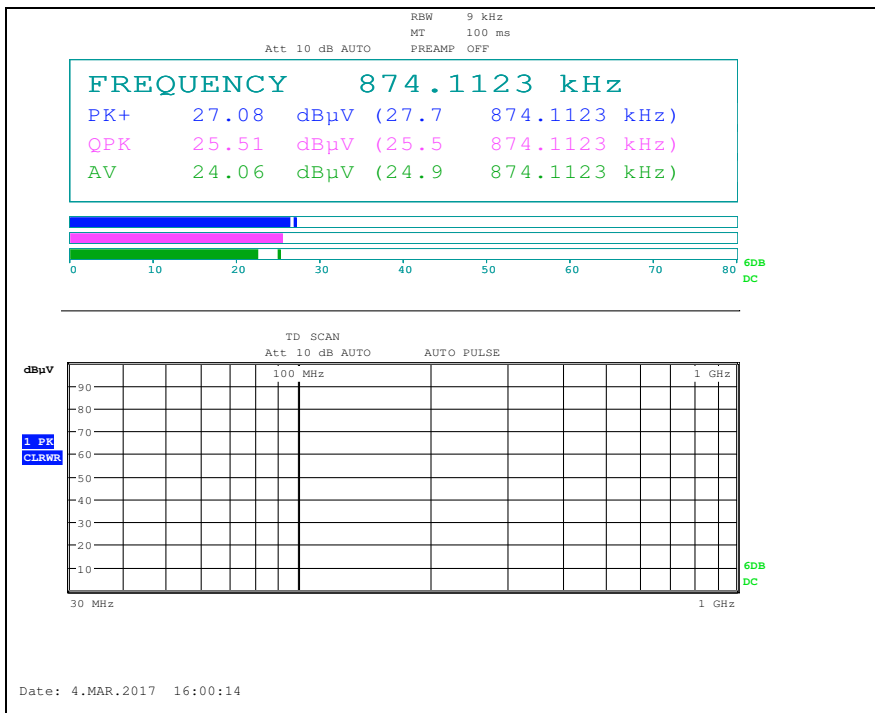 RBW 9 kHz
MT 100 ms
Att 10 dB AUTO PREAMP OFF
FREQUENCY 874.1123 kHz
PK+ 27.08 dBµV (27.7 874.1123 kHz)
QPK 25.51 dBµV (25.5 874.1123 kHz)
AV 24.06 dBµV (24.9 874.1123 kHz)
0 10 20 30 40 50 60 70 80
6DB
DC
TD SCAN
Att 10 dB AUTO AUTO PULSE
dBµV
100 MHz 1 GHz
90
80
70
1 PK
CLRWR
60
50
40
30
20
10
6DB
DC
30 MHz 1 GHz
Date: 4.MAR.2017 16:00:14